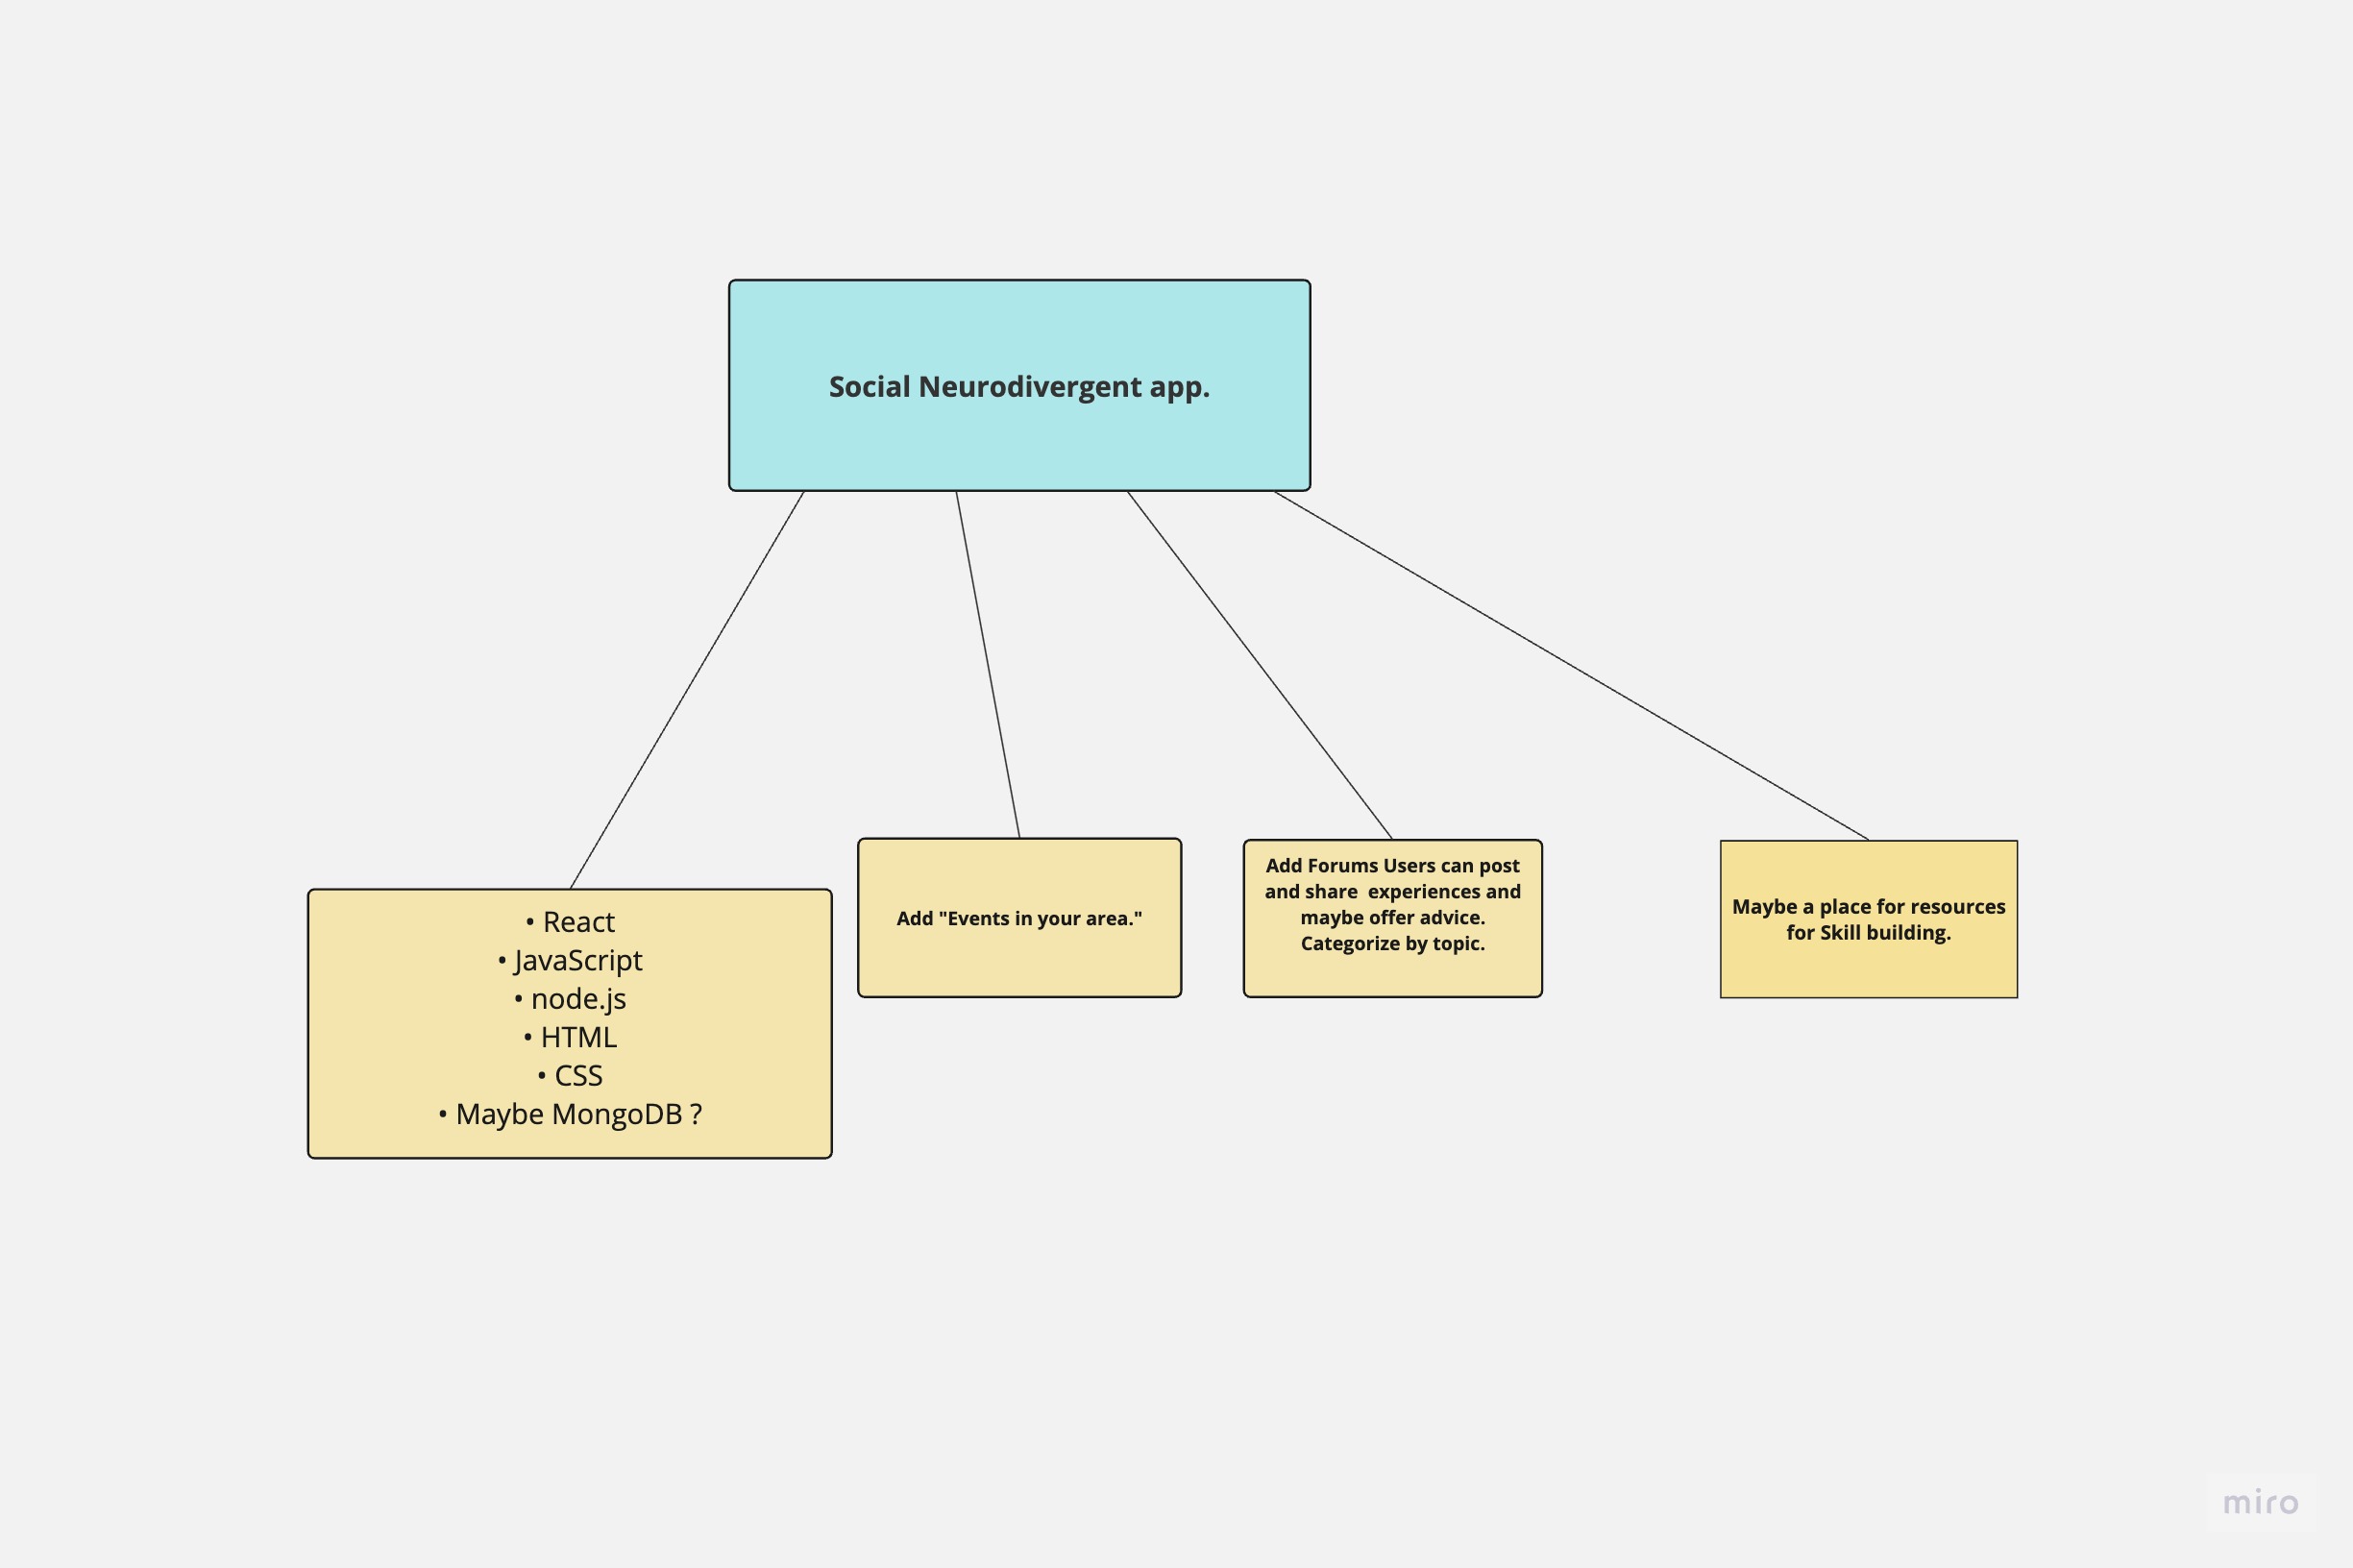 Social Neurodivergent app.
• React
• JavaScript
• node.js
• HTML
• CSS
• Maybe MongoDB ?
Add "Events in your area."
Add Forums Users can post
and share  experiences and
maybe offer advice.
Categorize by topic.
Maybe a place for resources
for Skill building.
miro